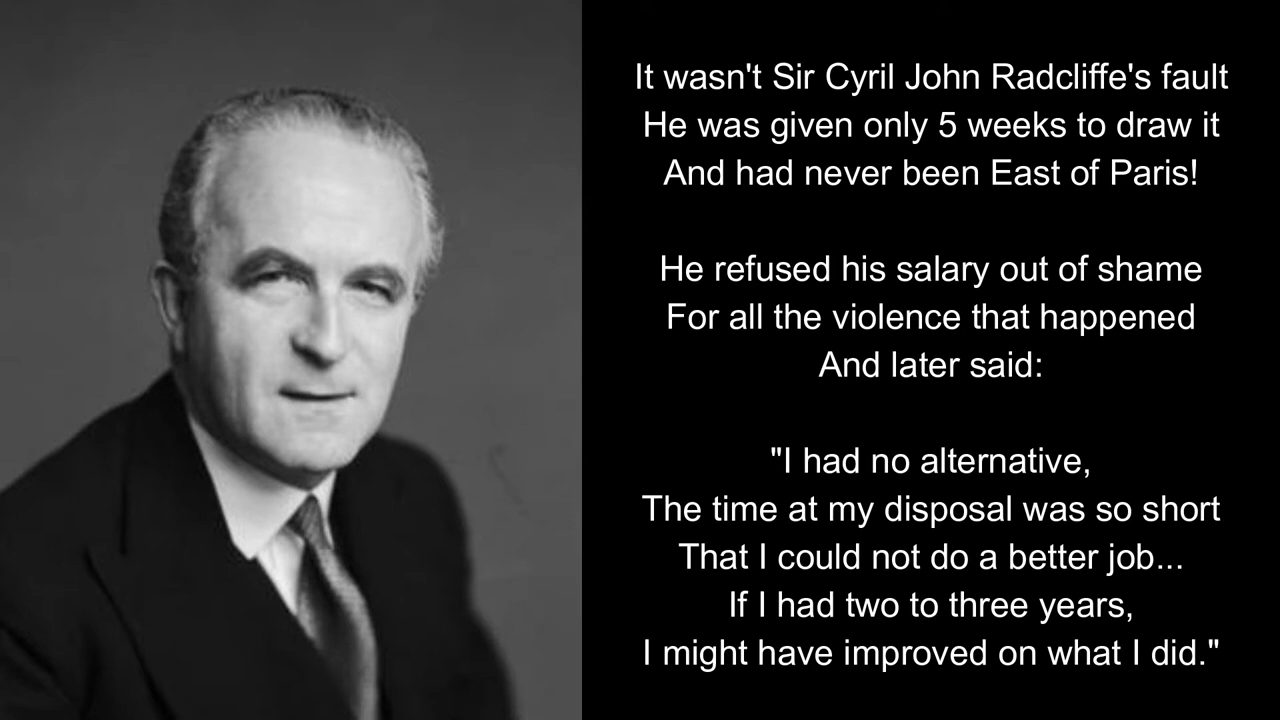 It wasn't Sir Cyril John Radcliffe's fault
He was given only 5 weeks to draw it
And had never been East of Paris!
He refused his salary out of shame
For all the violence that happened
And later said:
"I had no alternative,
The time at my disposal was so short
That I could not do a better job...
If I had two to three years,
I might have improved on what I did."